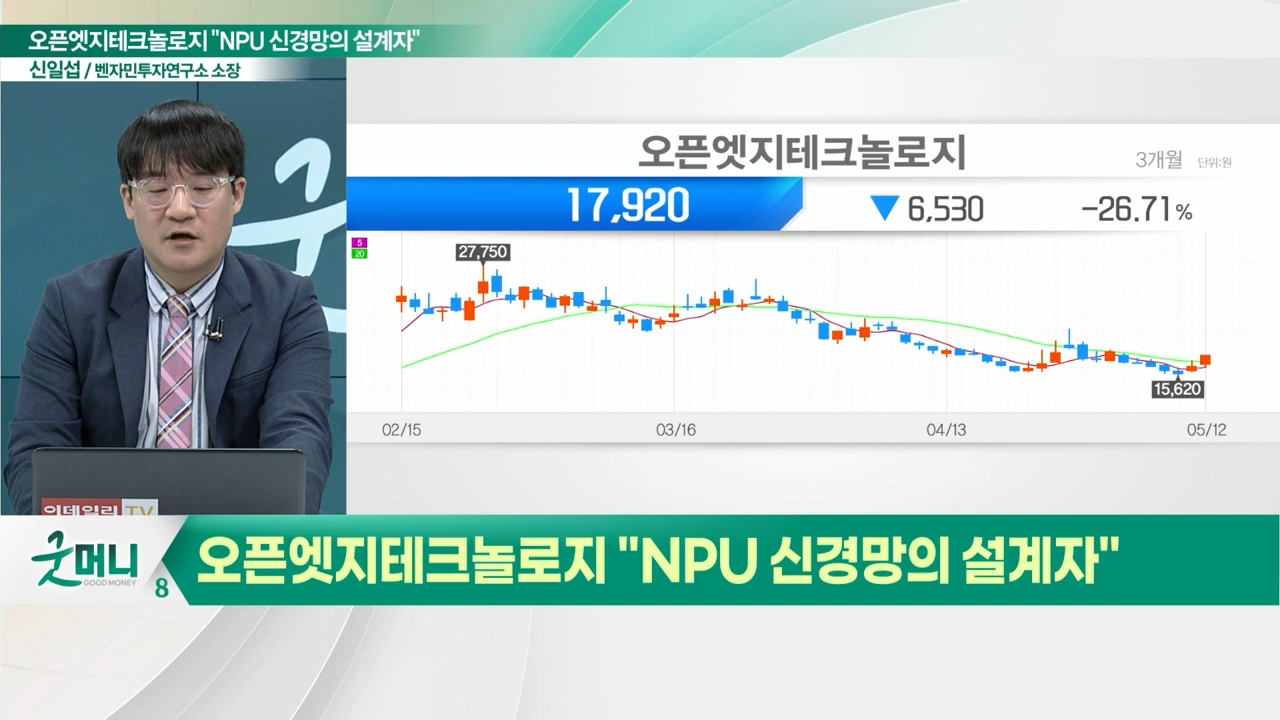 오픈엣지테크놀로지 "NPU 신경망의 설계자"
신일섭 / 벤자민투자연구소 소장
오픈엣지테크놀로지
3개월 단위:원
17,920 ▼ 6,530 -26.71%
5
20
27,750
15,620
02/15 03/16 04/13 05/12
이데일리 TV
굿머니
GOOD MONEY
8
오픈엣지테크놀로지 "NPU 신경망의 설계자"